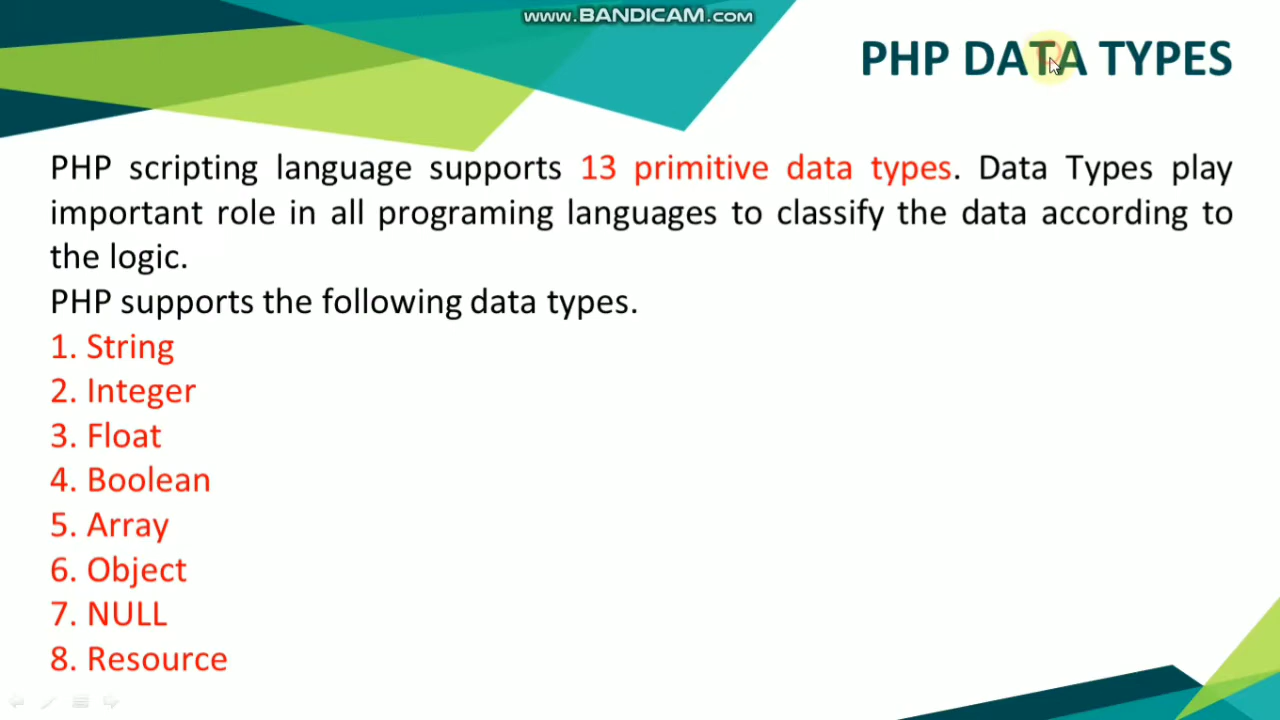 www.BANDICAM.com
PHP DATA TYPES
PHP scripting language supports 13 primitive data types. Data Types play
important role in all programing languages to classify the data according to
the logic.
PHP supports the following data types.
1. String
2. Integer
3. Float
4. Boolean
5. Array
6. Object
7. NULL
8. Resource